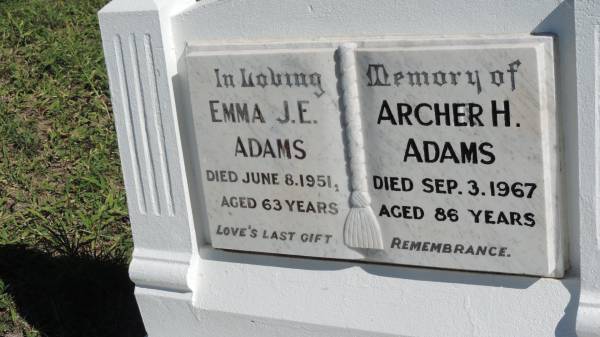 In Loving
EMMA J.E.
ADAMS
DIED JUNE 8.1951,
AGED 63 YEARS
LOVE'S LAST GIFT
Memory of
ARCHER H.
ADAMS
DIED SEP. 3.1967
AGED 86 YEARS
REMEMBRANCE.